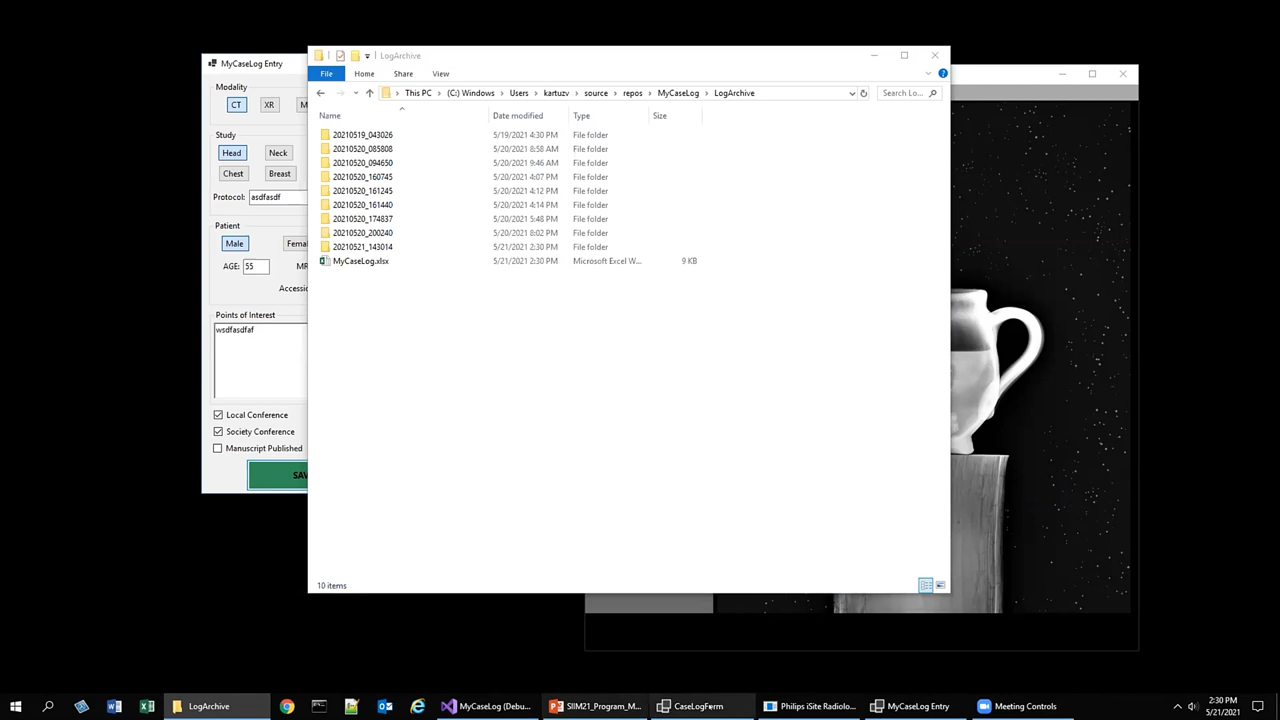 LogArchive
File Home Share View
This PC (C:) Windows Users kartuzv source repos MyCaseLog LogArchive
Search Lo...
Name Date modified Type Size
20210519_043026 5/19/2021 4:30 PM File folder
20210520_085808 5/20/2021 8:58 AM File folder
20210520_094650 5/20/2021 9:46 AM File folder
20210520_160745 5/20/2021 4:07 PM File folder
20210520_161245 5/20/2021 4:12 PM File folder
20210520_161440 5/20/2021 4:14 PM File folder
20210520_174837 5/20/2021 5:48 PM File folder
20210520_200240 5/20/2021 8:02 PM File folder
20210521_143014 5/21/2021 2:30 PM File folder
MyCaseLog.xlsx 5/21/2021 2:30 PM Microsoft Excel W... 9 KB
10 items
MyCaseLog Entry
Modality
CT XR M
Study
Head Neck
Chest Breast
Protocol: asdfasdf
Patient
Male Fema
AGE: 55 MR
Accessio
Points of Interest
wsdfasdfaf
Local Conference
Society Conference
Manuscript Published
SAV
LogArchive
MyCaseLog (Debu...
SIIM21_Program_M...
CaseLogForm
Philips iSite Radiolo...
MyCaseLog Entry
Meeting Controls
2:30 PM
5/21/2021